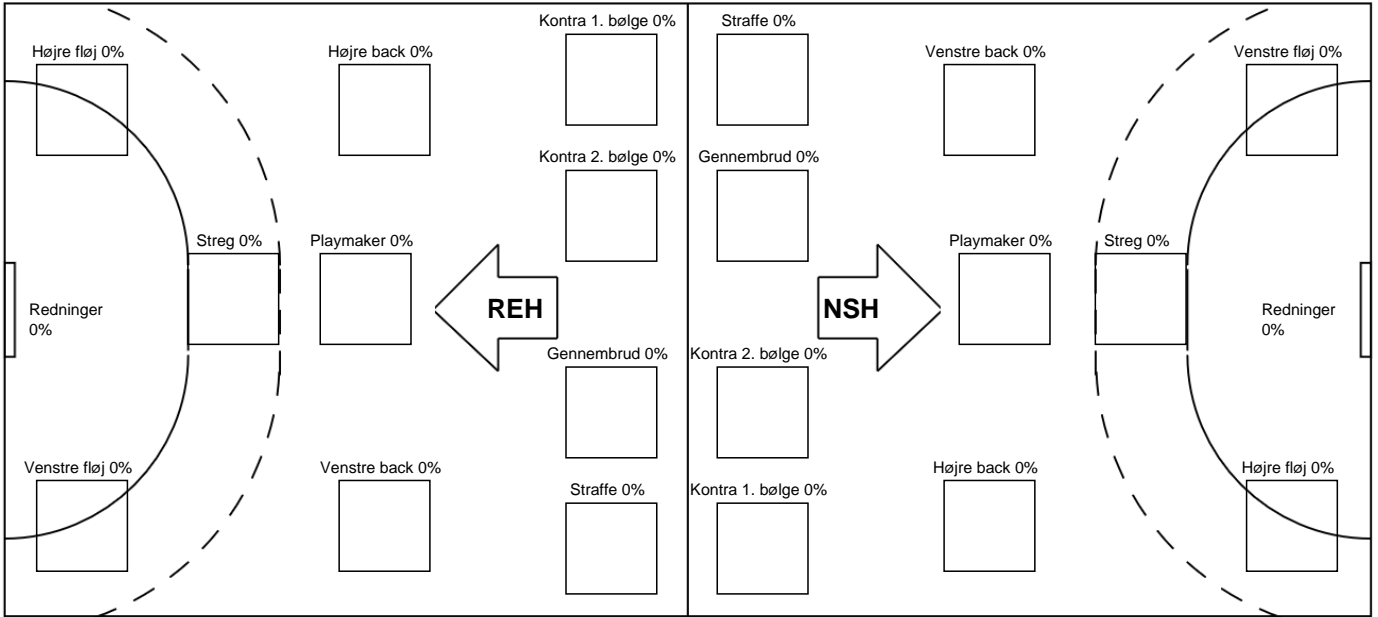 Kontra 1. bølge 0%
Straffe 0%
Højre fløj 0%
Højre back 0%
Venstre back 0%
Venstre fløj 0%
Kontra 2. bølge 0%
Gennembrud 0%
Streg 0%
Playmaker 0%
Playmaker 0%
Streg 0%
Redninger
0%
REH
NSH
Redninger
0%
Gennembrud 0%
Kontra 2. bølge 0%
Venstre fløj 0%
Venstre back 0%
Højre back 0%
Højre fløj 0%
Straffe 0%
Kontra 1. bølge 0%